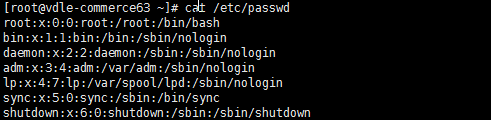 [root@vdle-commerce63 ~]# cat /etc/passwd
root:x:0:0:root:/root:/bin/bash
bin:x:1:1:bin:/bin:/sbin/nologin
daemon:x:2:2:daemon:/sbin:/sbin/nologin
adm:x:3:4:adm:/var/adm:/sbin/nologin
lp:x:4:7:lp:/var/spool/lpd:/sbin/nologin
sync:x:5:0:sync:/sbin:/bin/sync
shutdown:x:6:0:shutdown:/sbin:/sbin/shutdown